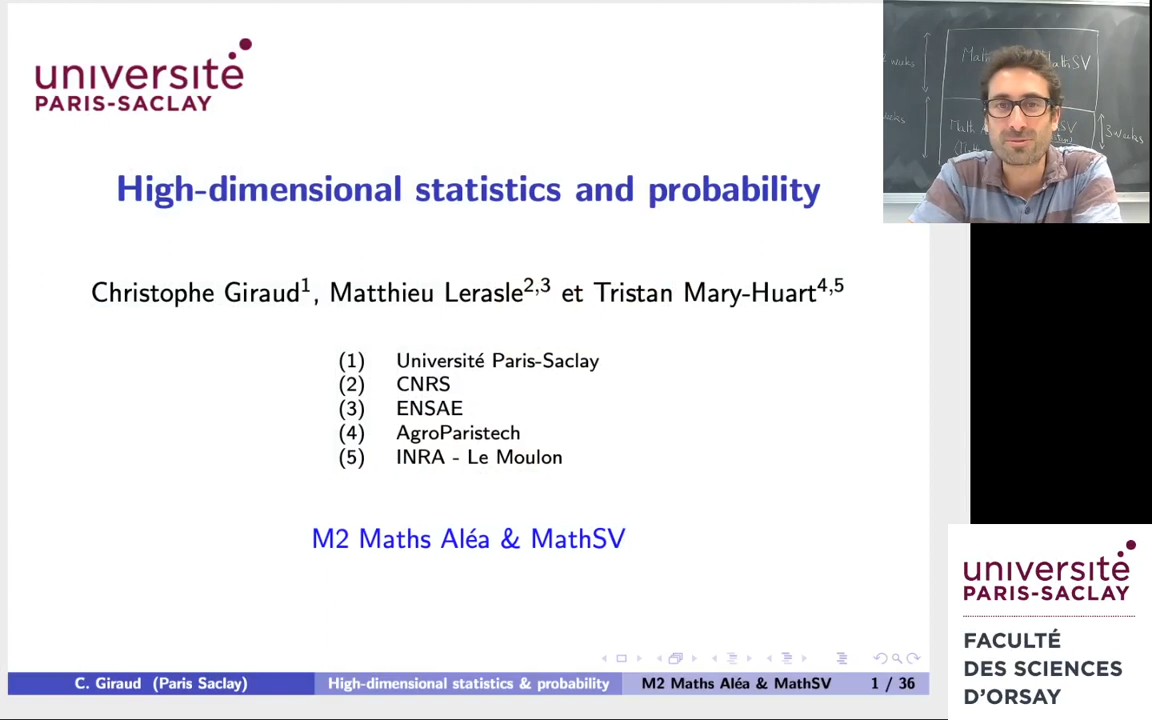 université
PARIS-SACLAY
High-dimensional statistics and probability
Christophe Giraud1, Matthieu Lerasle2,3 et Tristan Mary-Huart4,5
(1) Université Paris-Saclay
(2) CNRS
(3) ENSAE
(4) AgroParistech
(5) INRA - Le Moulon
M2 Maths Aléa & MathSV
C. Giraud (Paris Saclay) High-dimensional statistics & probability M2 Maths Aléa & MathSV 1 / 36
3 weeks
université
PARIS-SACLAY
FACULTÉ
DES SCIENCES
D'ORSAY